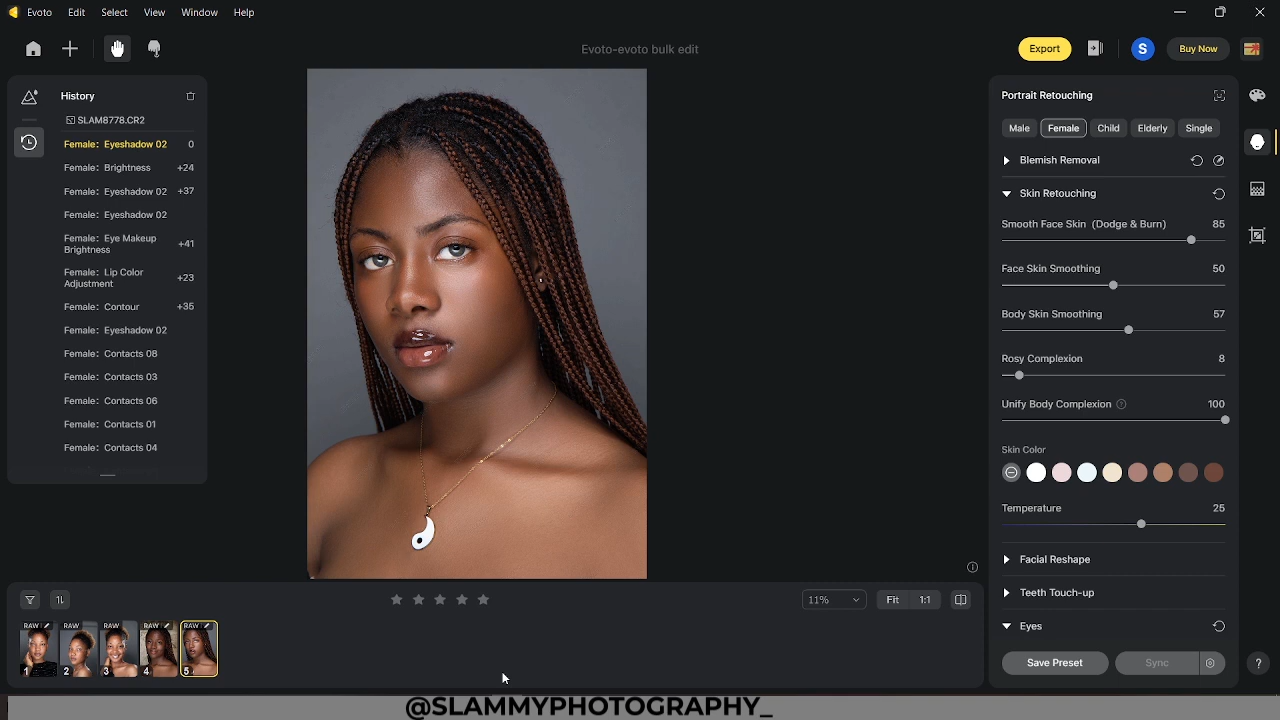 Evoto Edit Select View Window Help
Evoto-evoto bulk edit
Export
S
Buy Now
History
SLAM8778.CR2
Female: Eyeshadow 02 0
Female: Brightness +24
Female: Eyeshadow 02 +37
Female: Eyeshadow 02
Female: Eye Makeup
Brightness +41
Female: Lip Color
Adjustment +23
Female: Contour +35
Female: Eyeshadow 02
Female: Contacts 08
Female: Contacts 03
Female: Contacts 06
Female: Contacts 01
Female: Contacts 04
Portrait Retouching
Male Female Child Elderly Single
Blemish Removal
Skin Retouching
Smooth Face Skin (Dodge & Burn) 85
Face Skin Smoothing 50
Body Skin Smoothing 57
Rosy Complexion 8
Unify Body Complexion ? 100
Skin Color
Temperature 25
Facial Reshape
Teeth Touch-up
Eyes
Save Preset Sync
?
11% Fit 1:1
RAW RAW RAW RAW RAW
1 2 3 4 5
@SLAMMYPHOTOGRAPHY_